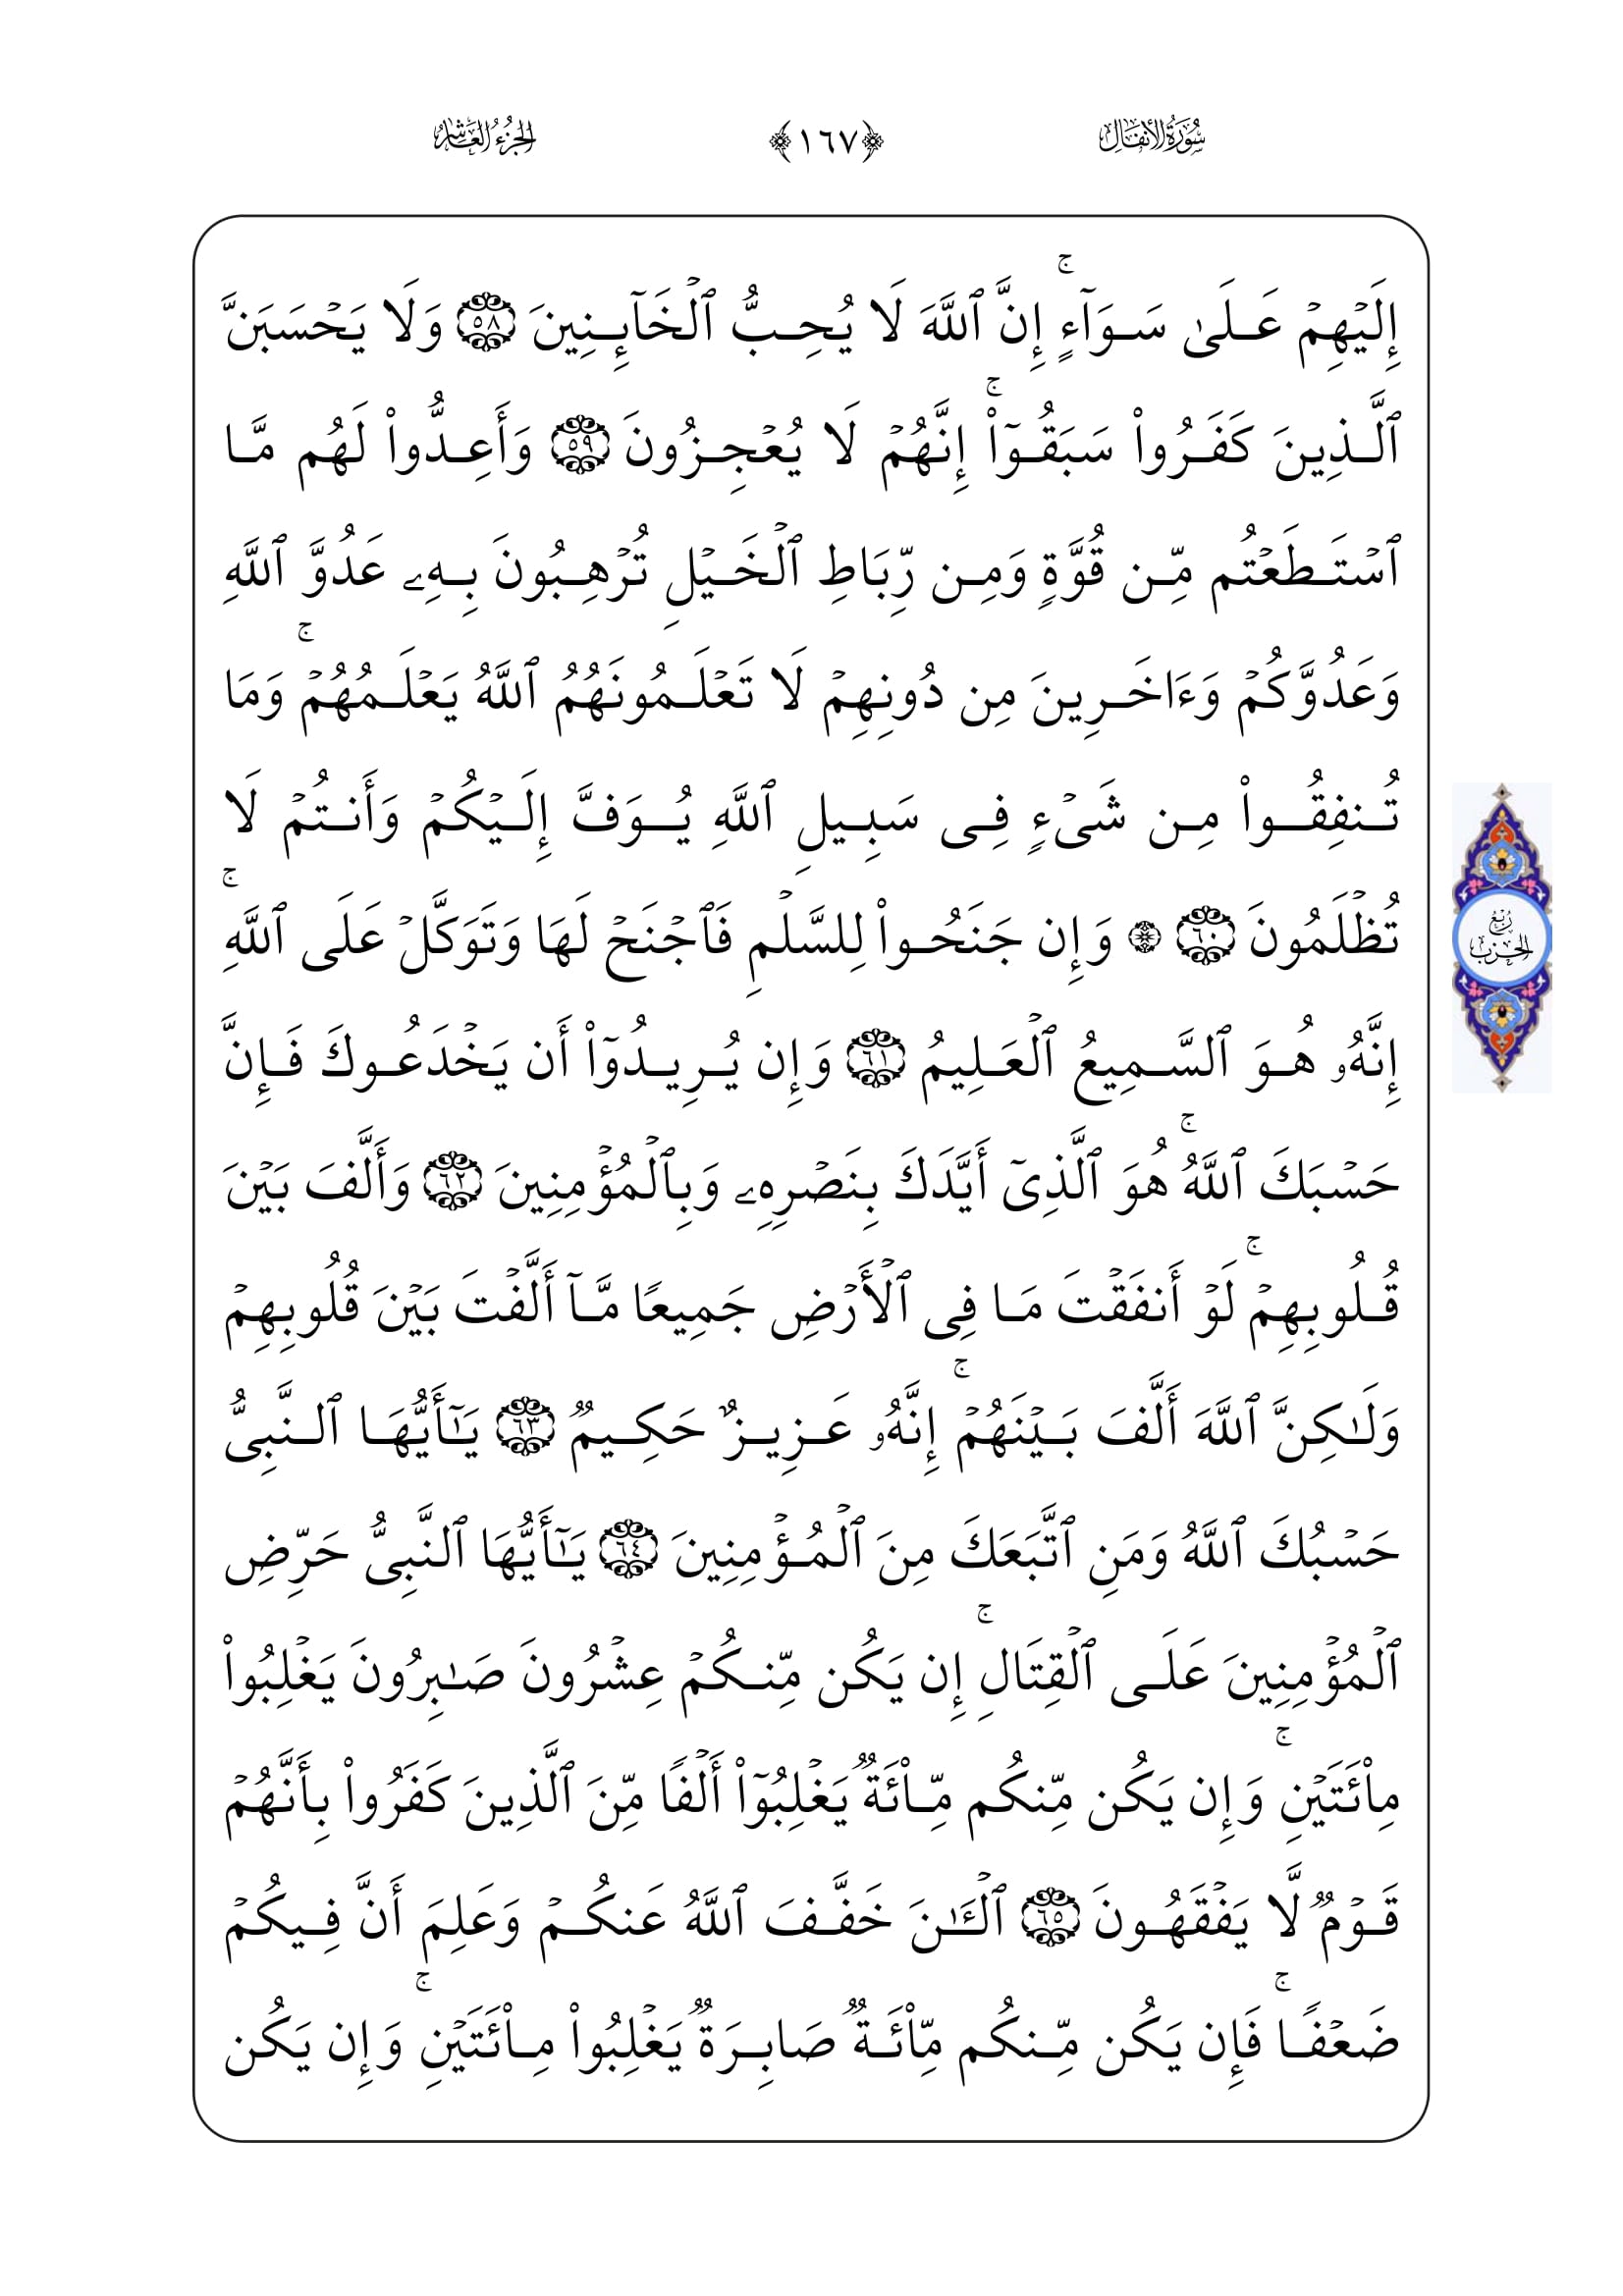 سُورَةُ الأنفَال ﴿١٦٧﴾ الجُزْءُ العَاشِرُ
إِلَيۡهِمۡ عَلَىٰ سَوَآءٍۚ إِنَّ ٱللَّهَ لَا يُحِبُّ ٱلۡخَآئِنِينَ ٥٨ وَلَا يَحۡسَبَنَّ
ٱلَّذِينَ كَفَرُواْ سَبَقُوٓاْۚ إِنَّهُمۡ لَا يُعۡجِزُونَ ٥٩ وَأَعِدُّواْ لَهُم مَّا
ٱسۡتَطَعۡتُم مِّن قُوَّةٍ وَمِن رِّبَاطِ ٱلۡخَيۡلِ تُرۡهِبُونَ بِهِۦ عَدُوَّ ٱللَّهِ
وَعَدُوَّكُمۡ وَءَاخَرِينَ مِن دُونِهِمۡ لَا تَعۡلَمُونَهُمُ ٱللَّهُ يَعۡلَمُهُمۡۚ وَمَا
تُنفِقُواْ مِن شَىۡءٍ فِى سَبِيلِ ٱللَّهِ يُوَفَّ إِلَيۡكُمۡ وَأَنتُمۡ لَا
تُظۡلَمُونَ ٦٠ ۞ وَإِن جَنَحُواْ لِلسَّلۡمِ فَٱجۡنَحۡ لَهَا وَتَوَكَّلۡ عَلَى ٱللَّهِۚ
رُبْعُ
الحِزْب
إِنَّهُۥ هُوَ ٱلسَّمِيعُ ٱلۡعَلِيمُ ٦١ وَإِن يُرِيدُوٓاْ أَن يَخۡدَعُوكَ فَإِنَّ
حَسۡبَكَ ٱللَّهُۚ هُوَ ٱلَّذِىٓ أَيَّدَكَ بِنَصۡرِهِۦ وَبِٱلۡمُؤۡمِنِينَ ٦٢ وَأَلَّفَ بَيۡنَ
قُلُوبِهِمۡۚ لَوۡ أَنفَقۡتَ مَا فِى ٱلۡأَرۡضِ جَمِيعًا مَّآ أَلَّفۡتَ بَيۡنَ قُلُوبِهِمۡ
وَلَٰكِنَّ ٱللَّهَ أَلَّفَ بَيۡنَهُمۡۚ إِنَّهُۥ عَزِيزٌ حَكِيمٌ ٦٣ يَٰٓأَيُّهَا ٱلنَّبِىُّ
حَسۡبُكَ ٱللَّهُ وَمَنِ ٱتَّبَعَكَ مِنَ ٱلۡمُؤۡمِنِينَ ٦٤ يَٰٓأَيُّهَا ٱلنَّبِىُّ حَرِّضِ
ٱلۡمُؤۡمِنِينَ عَلَى ٱلۡقِتَالِۚ إِن يَكُن مِّنكُمۡ عِشۡرُونَ صَٰبِرُونَ يَغۡلِبُواْ
مِاْئَتَيۡنِۚ وَإِن يَكُن مِّنكُم مِّاْئَةٌ يَغۡلِبُوٓاْ أَلۡفًا مِّنَ ٱلَّذِينَ كَفَرُواْ بِأَنَّهُمۡ
قَوۡمٌ لَّا يَفۡقَهُونَ ٦٥ ٱلۡـَٰٔنَ خَفَّفَ ٱللَّهُ عَنكُمۡ وَعَلِمَ أَنَّ فِيكُمۡ
ضَعۡفًاۚ فَإِن يَكُن مِّنكُم مِّاْئَةٌ صَابِرَةٌ يَغۡلِبُواْ مِاْئَتَيۡنِۚ وَإِن يَكُن